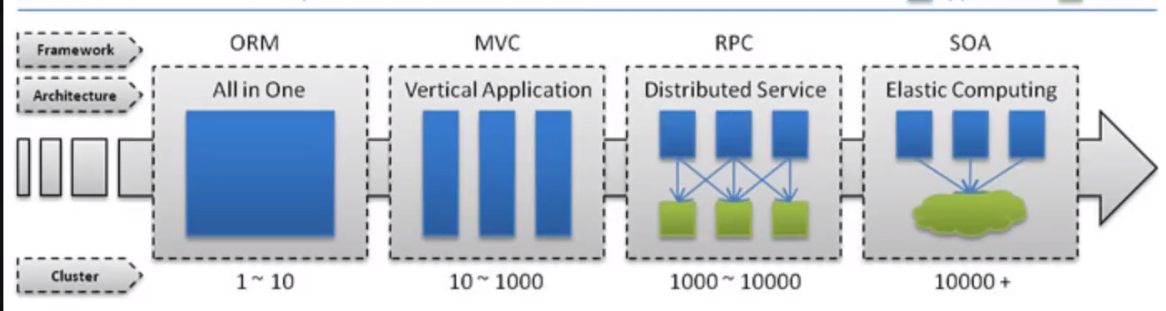 Framework
ORM
MVC
RPC
SOA
Architecture
All in One
Vertical Application
Distributed Service
Elastic Computing
Cluster
1 ~ 10
10 ~ 1000
1000 ~ 10000
10000 +